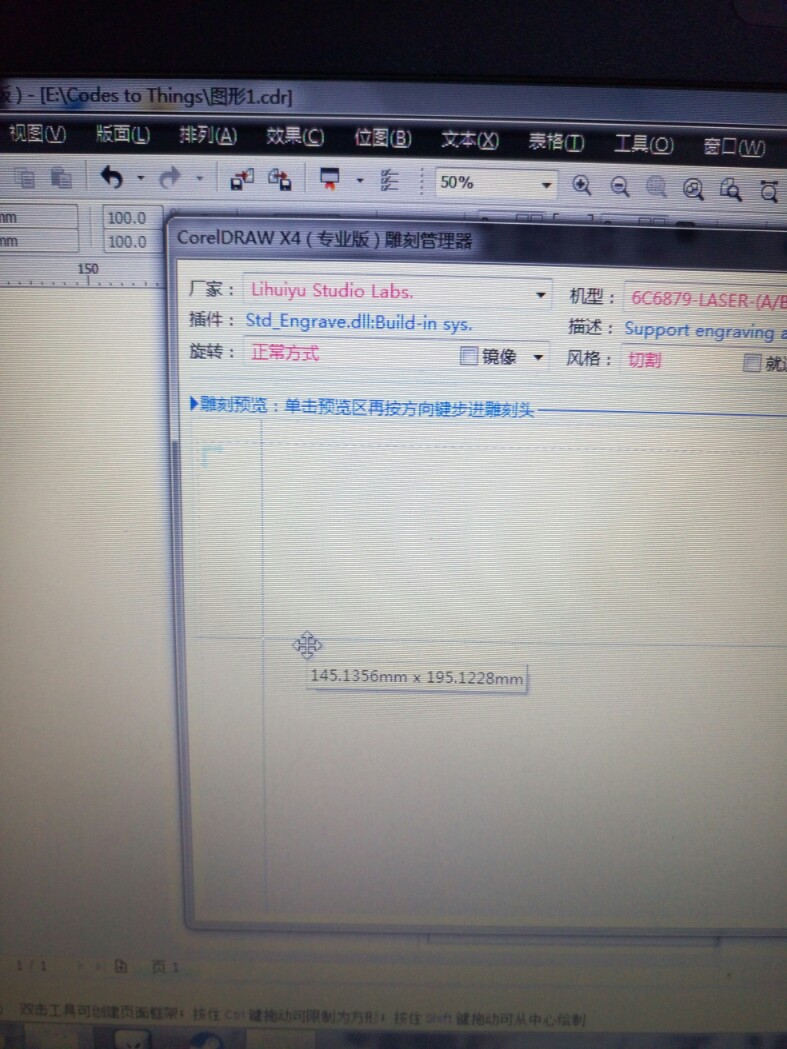 版) - [E:\Codes to Things\图形1.cdr]
视图(V) 版面(L) 排列(A) 效果(C) 位图(B) 文本(X) 表格(T) 工具(O) 窗口(W)
50%
mm 100.0
mm 100.0
150
CorelDRAW X4 ( 专业版 ) 雕刻管理器
厂家： Lihuiyu Studio Labs. 机型： 6C6879-LASER-(A/B
插件： Std_Engrave.dll:Build-in sys. 描述： Support engraving a
旋转： 正常方式 镜像 风格： 切割 就
雕刻预览：单击预览区再按方向键步进雕刻头
145.1356mm x 195.1228mm
1 / 1 页 1
双击工具可创建页面框架；按住 Ctrl 键拖动可限制为方形；按住 Shift 键拖动可从中心绘制